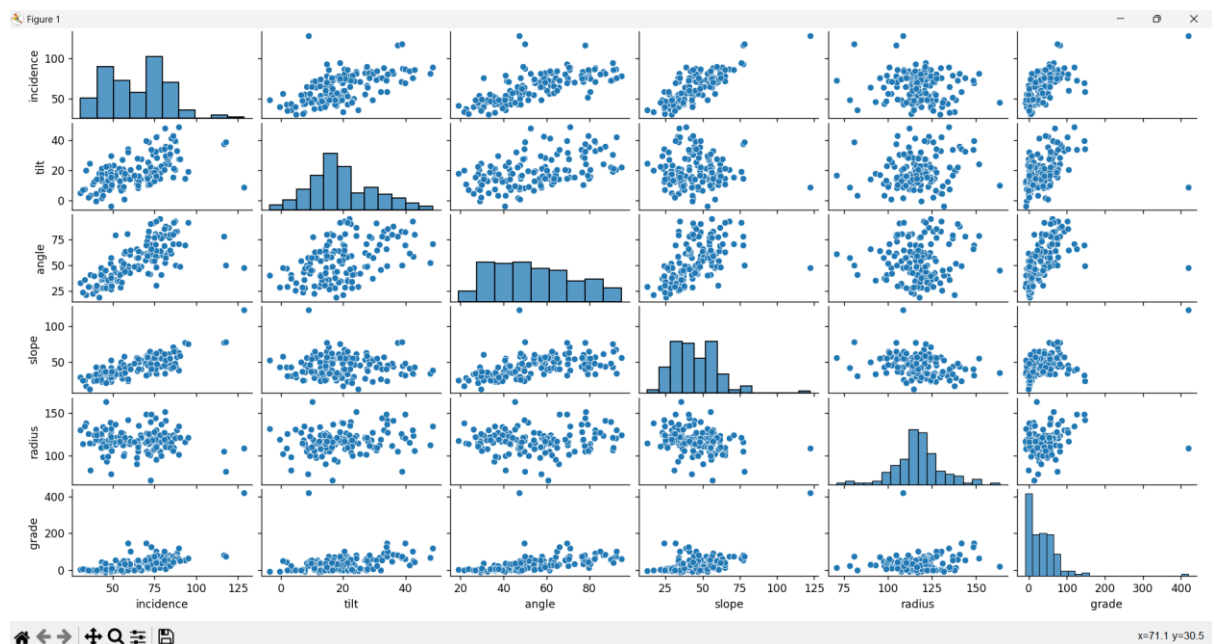 Figure 1
incidence
100
50
tilt
40
20
0
angle
75
50
25
slope
100
50
radius
150
100
grade
400
200
0
50 100 125
75
0 20 40
20 40 60 80
25 50 75 100 125
75 100 125 150
0 100 200 300 400
incidence tilt angle slope radius grade
x=71.1 y=30.5